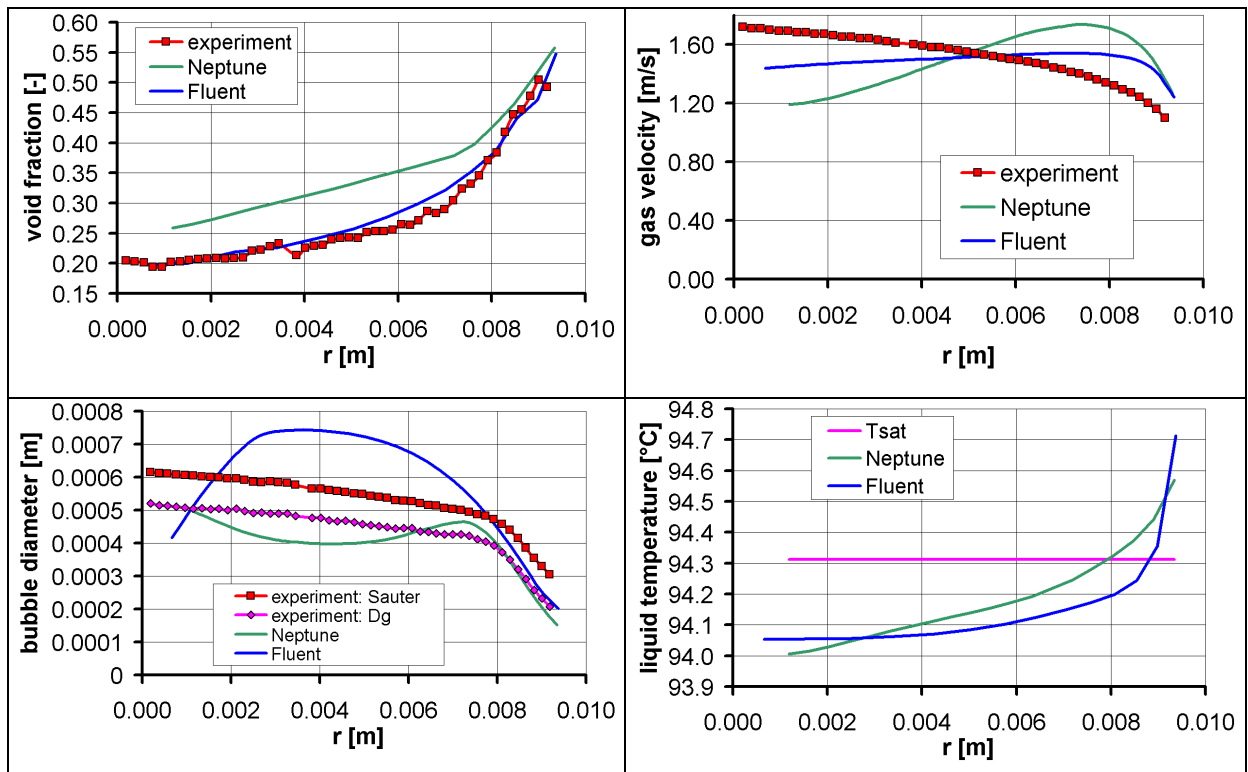 0.60
0.55
0.50
0.45
0.40
0.35
0.30
0.25
0.20
0.15
void fraction [-]
experiment
Neptune
Fluent
0.000 0.002 0.004 0.006 0.008 0.010
r [m]
1.60
1.20
0.80
0.40
0.00
gas velocity [m/s]
experiment
Neptune
Fluent
0.000 0.002 0.004 0.006 0.008 0.010
r [m]
0.0008
0.0007
0.0006
0.0005
0.0004
0.0003
0.0002
0.0001
0
bubble diameter [m]
experiment: Sauter
experiment: Dg
Neptune
Fluent
0.000 0.002 0.004 0.006 0.008 0.010
r [m]
94.8
94.7
94.6
94.5
94.4
94.3
94.2
94.1
94.0
93.9
liquid temperature [°C]
Tsat
Neptune
Fluent
0.000 0.002 0.004 0.006 0.008 0.010
r [m]